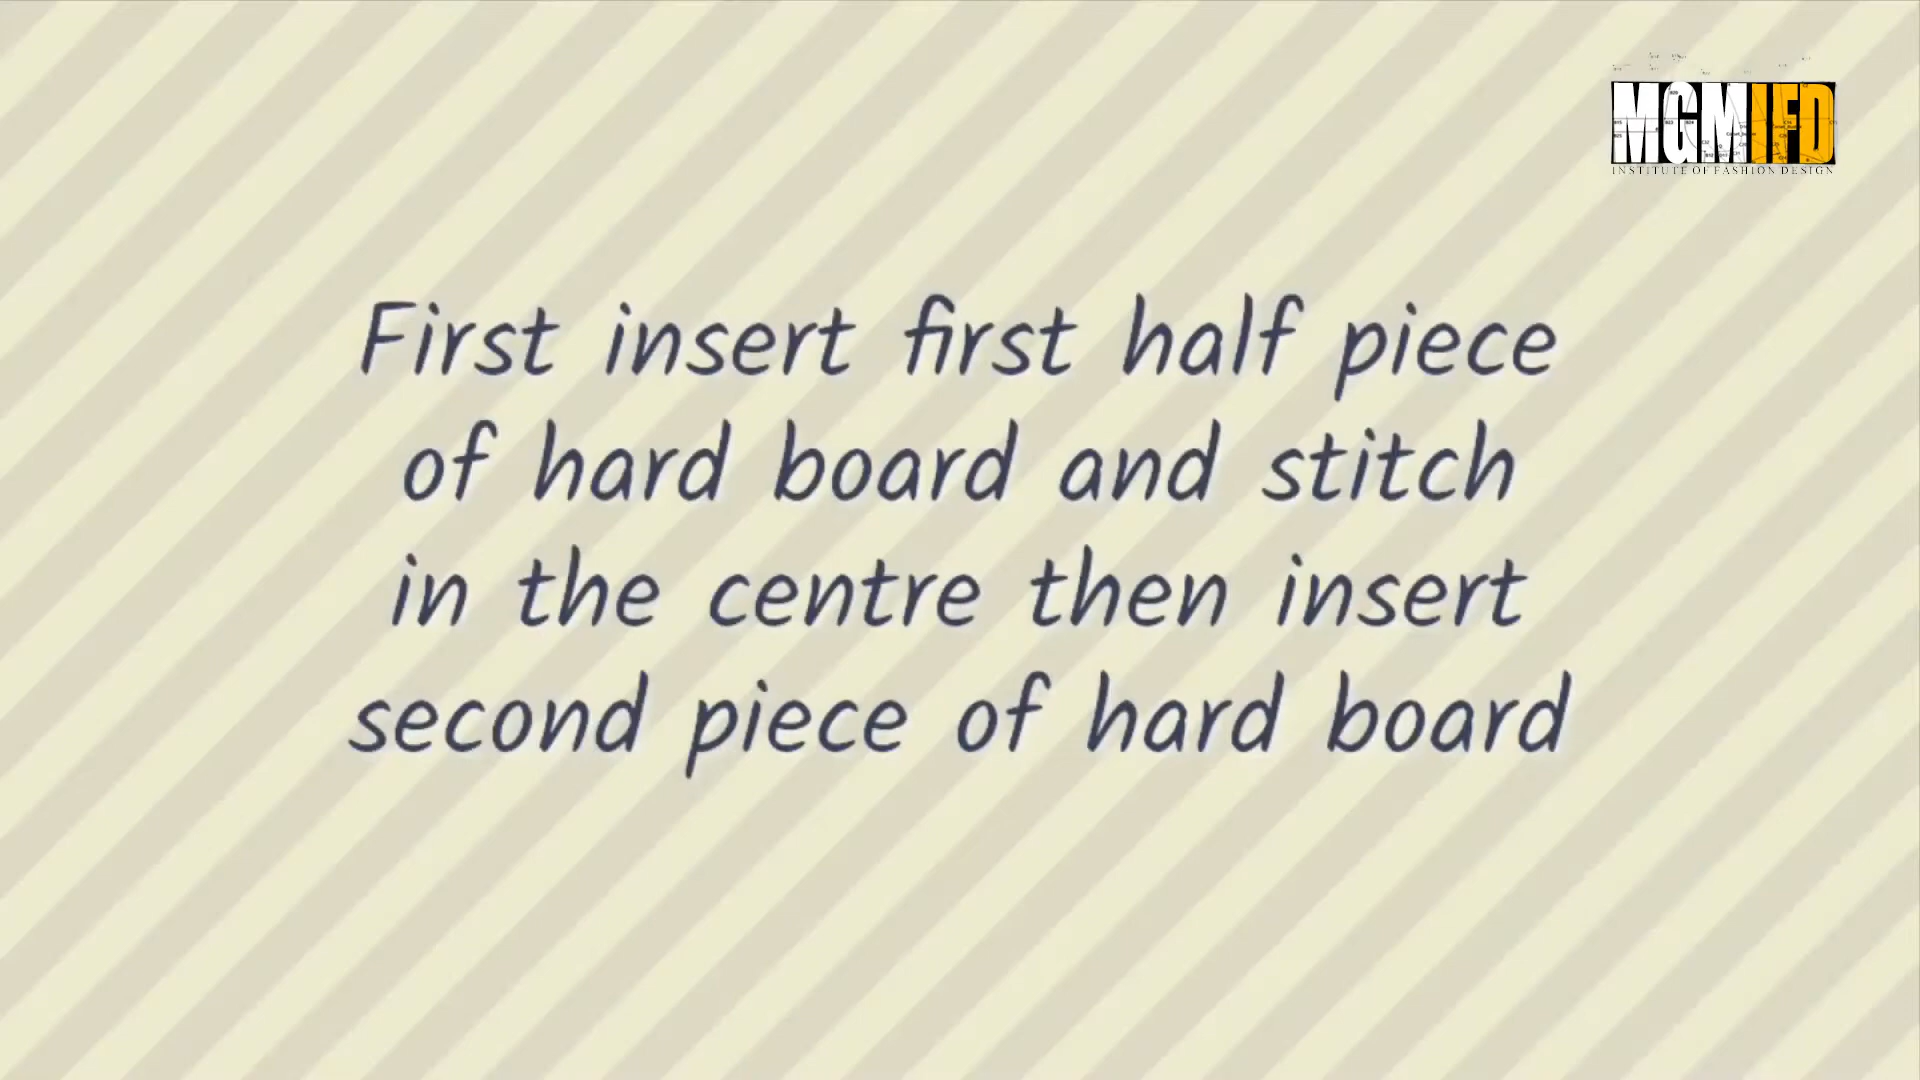 MGMIFD
INSTITUTE OF FASHION DESIGN
First insert first half piece
of hard board and stitch
in the centre then insert
second piece of hard board